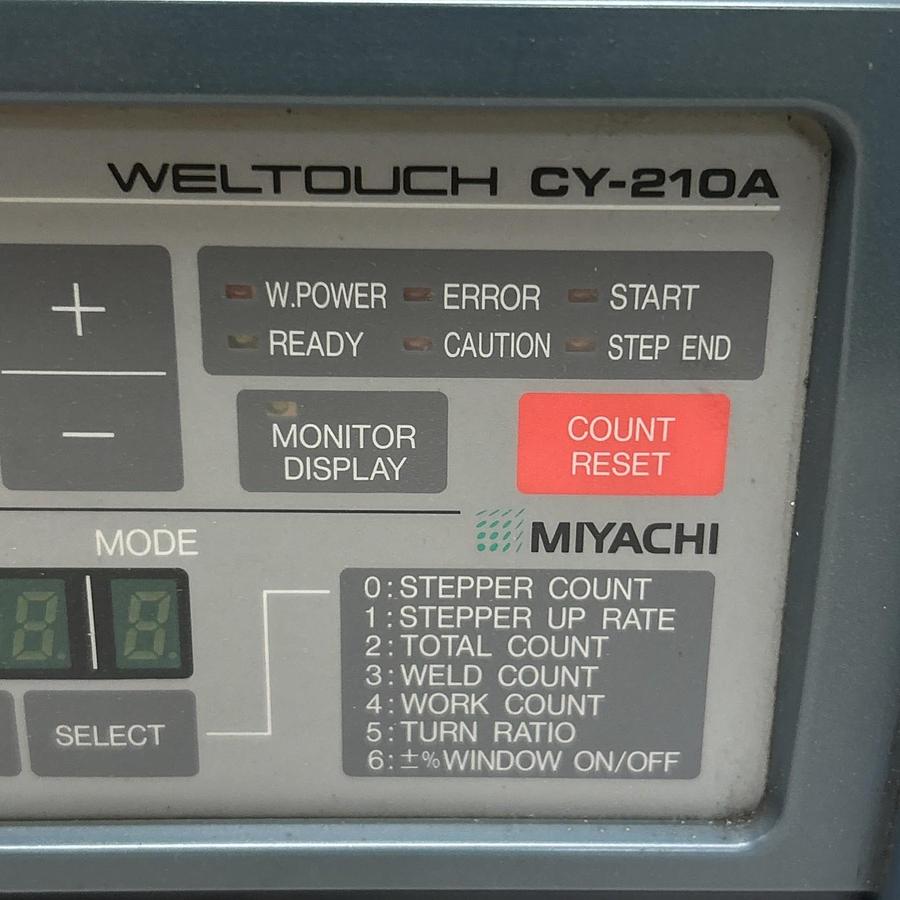 WELTOUCH CY-210A
+
W.POWER ERROR START
READY CAUTION STEP END
−
MONITOR
DISPLAY
COUNT
RESET
MIYACHI
MODE
8 8
SELECT
0:STEPPER COUNT
1:STEPPER UP RATE
2:TOTAL COUNT
3:WELD COUNT
4:WORK COUNT
5:TURN RATIO
6:±%WINDOW ON/OFF